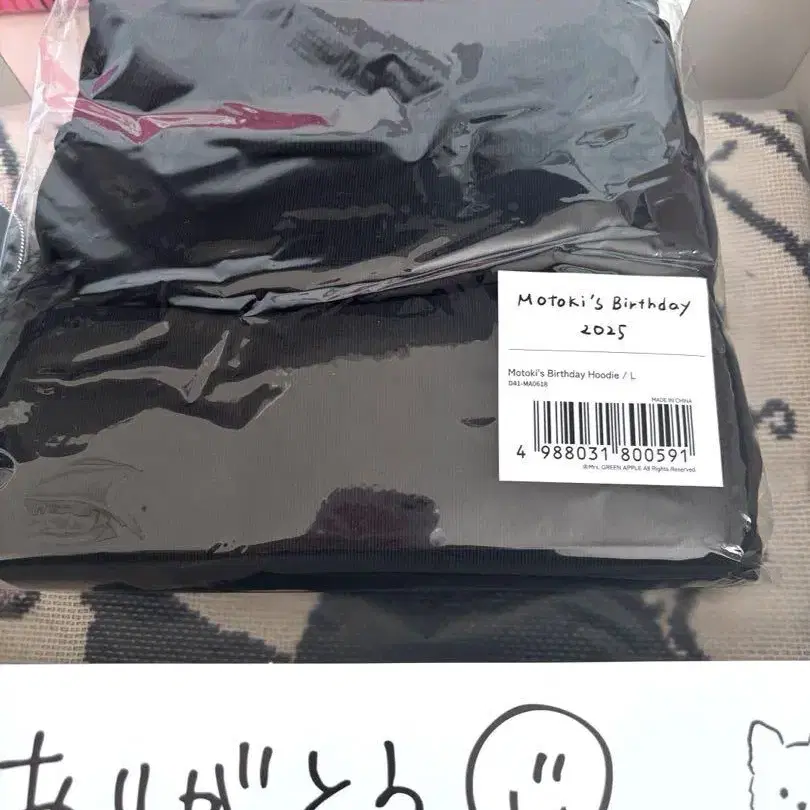 Motoki's Birthday
2025
Motoki's Birthday Hoodie / L
D41-MA0618
MADE IN CHINA
4 988031 800591
©Mrs. GREEN APPLE All Rights Reserved.
ありがとう